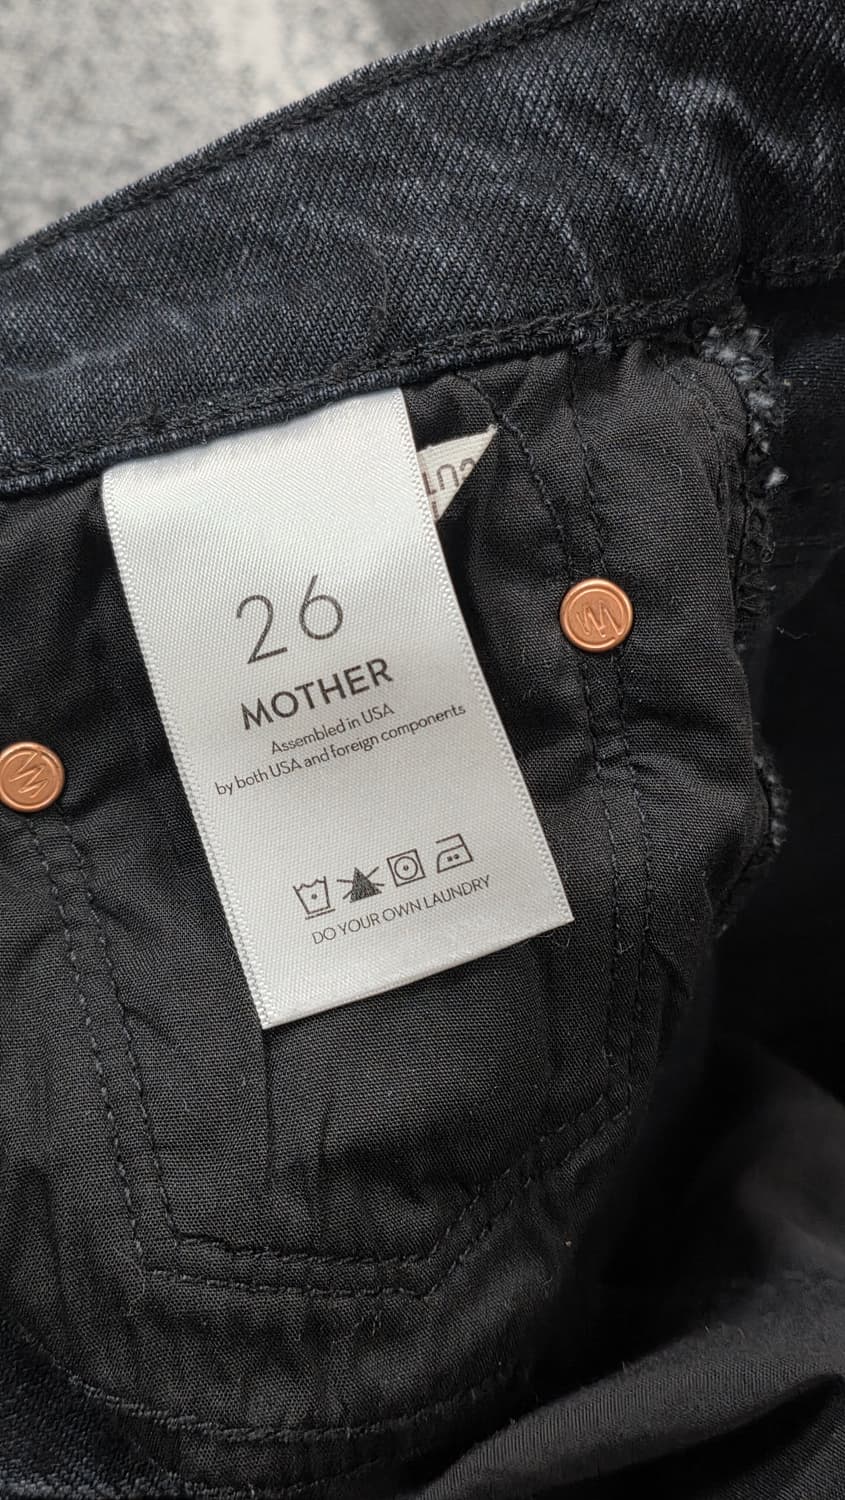 26
MOTHER
Assembled in USA
by both USA and foreign components
DO YOUR OWN LAUNDRY